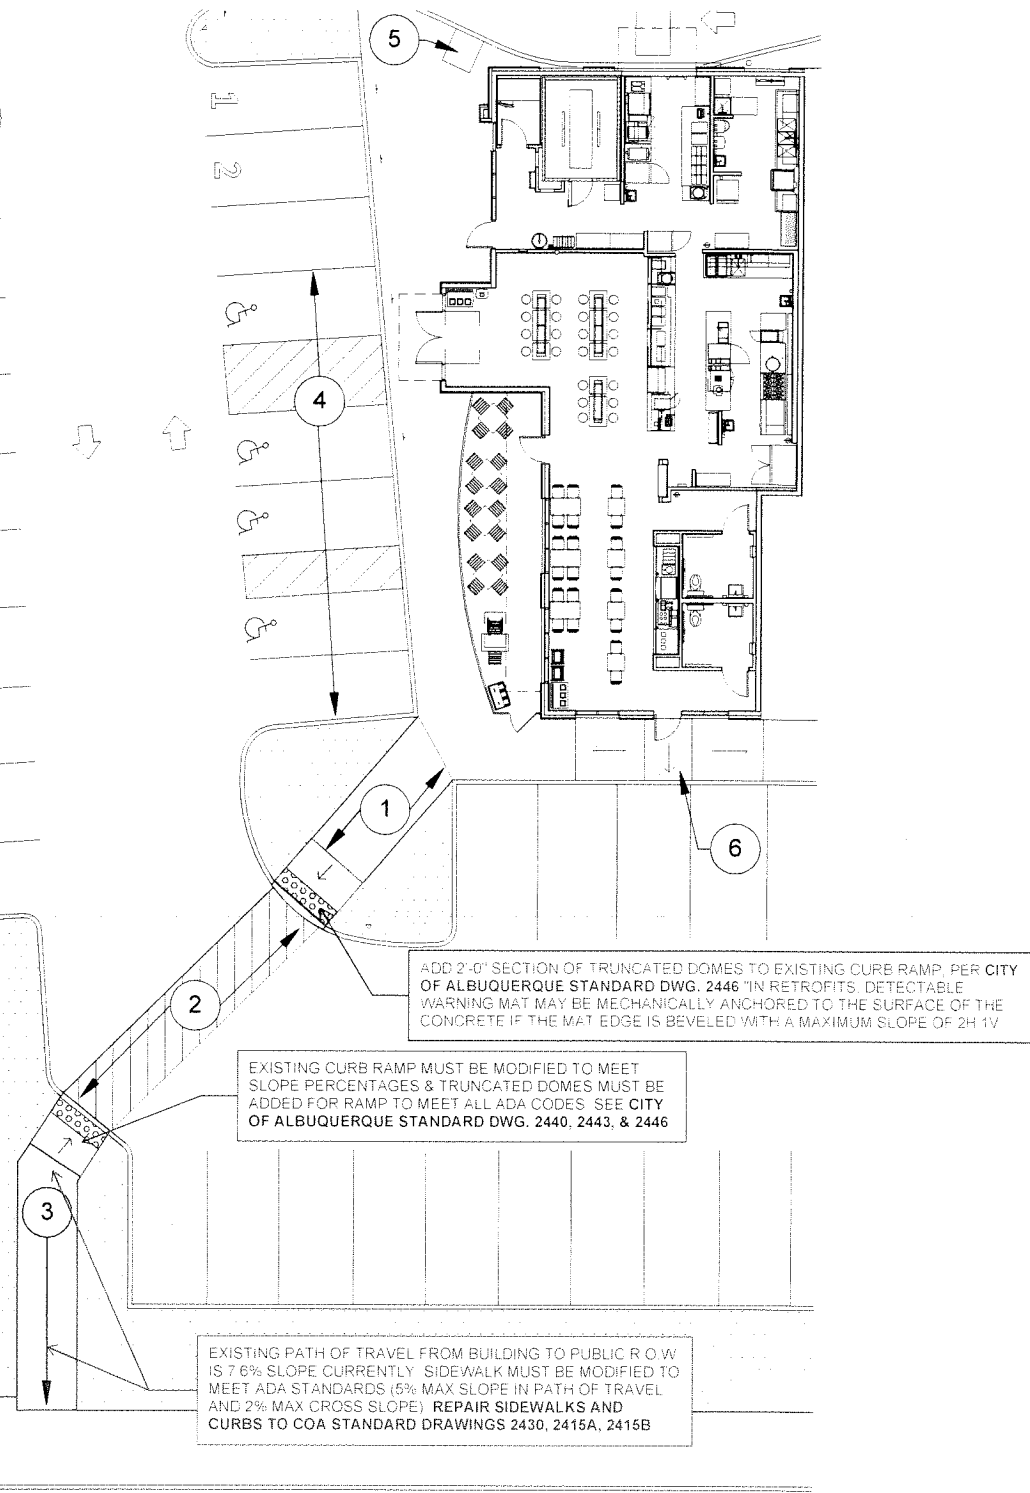 5
1
2
4
1
6
2
ADD 2'-0" SECTION OF TRUNCATED DOMES TO EXISTING CURB RAMP, PER CITY
OF ALBUQUERQUE STANDARD DWG. 2446 "IN RETROFITS, DETECTABLE
WARNING MAT MAY BE MECHANICALLY ANCHORED TO THE SURFACE OF THE
CONCRETE IF THE MAT EDGE IS BEVELED WITH A MAXIMUM SLOPE OF 2H 1V
EXISTING CURB RAMP MUST BE MODIFIED TO MEET
SLOPE PERCENTAGES & TRUNCATED DOMES MUST BE
ADDED FOR RAMP TO MEET ALL ADA CODES SEE CITY
OF ALBUQUERQUE STANDARD DWG. 2440, 2443, & 2446
3
EXISTING PATH OF TRAVEL FROM BUILDING TO PUBLIC R.O.W
IS 7.6% SLOPE CURRENTLY SIDEWALK MUST BE MODIFIED TO
MEET ADA STANDARDS (5% MAX SLOPE IN PATH OF TRAVEL
AND 2% MAX CROSS SLOPE) REPAIR SIDEWALKS AND
CURBS TO COA STANDARD DRAWINGS 2430, 2415A, 2415B